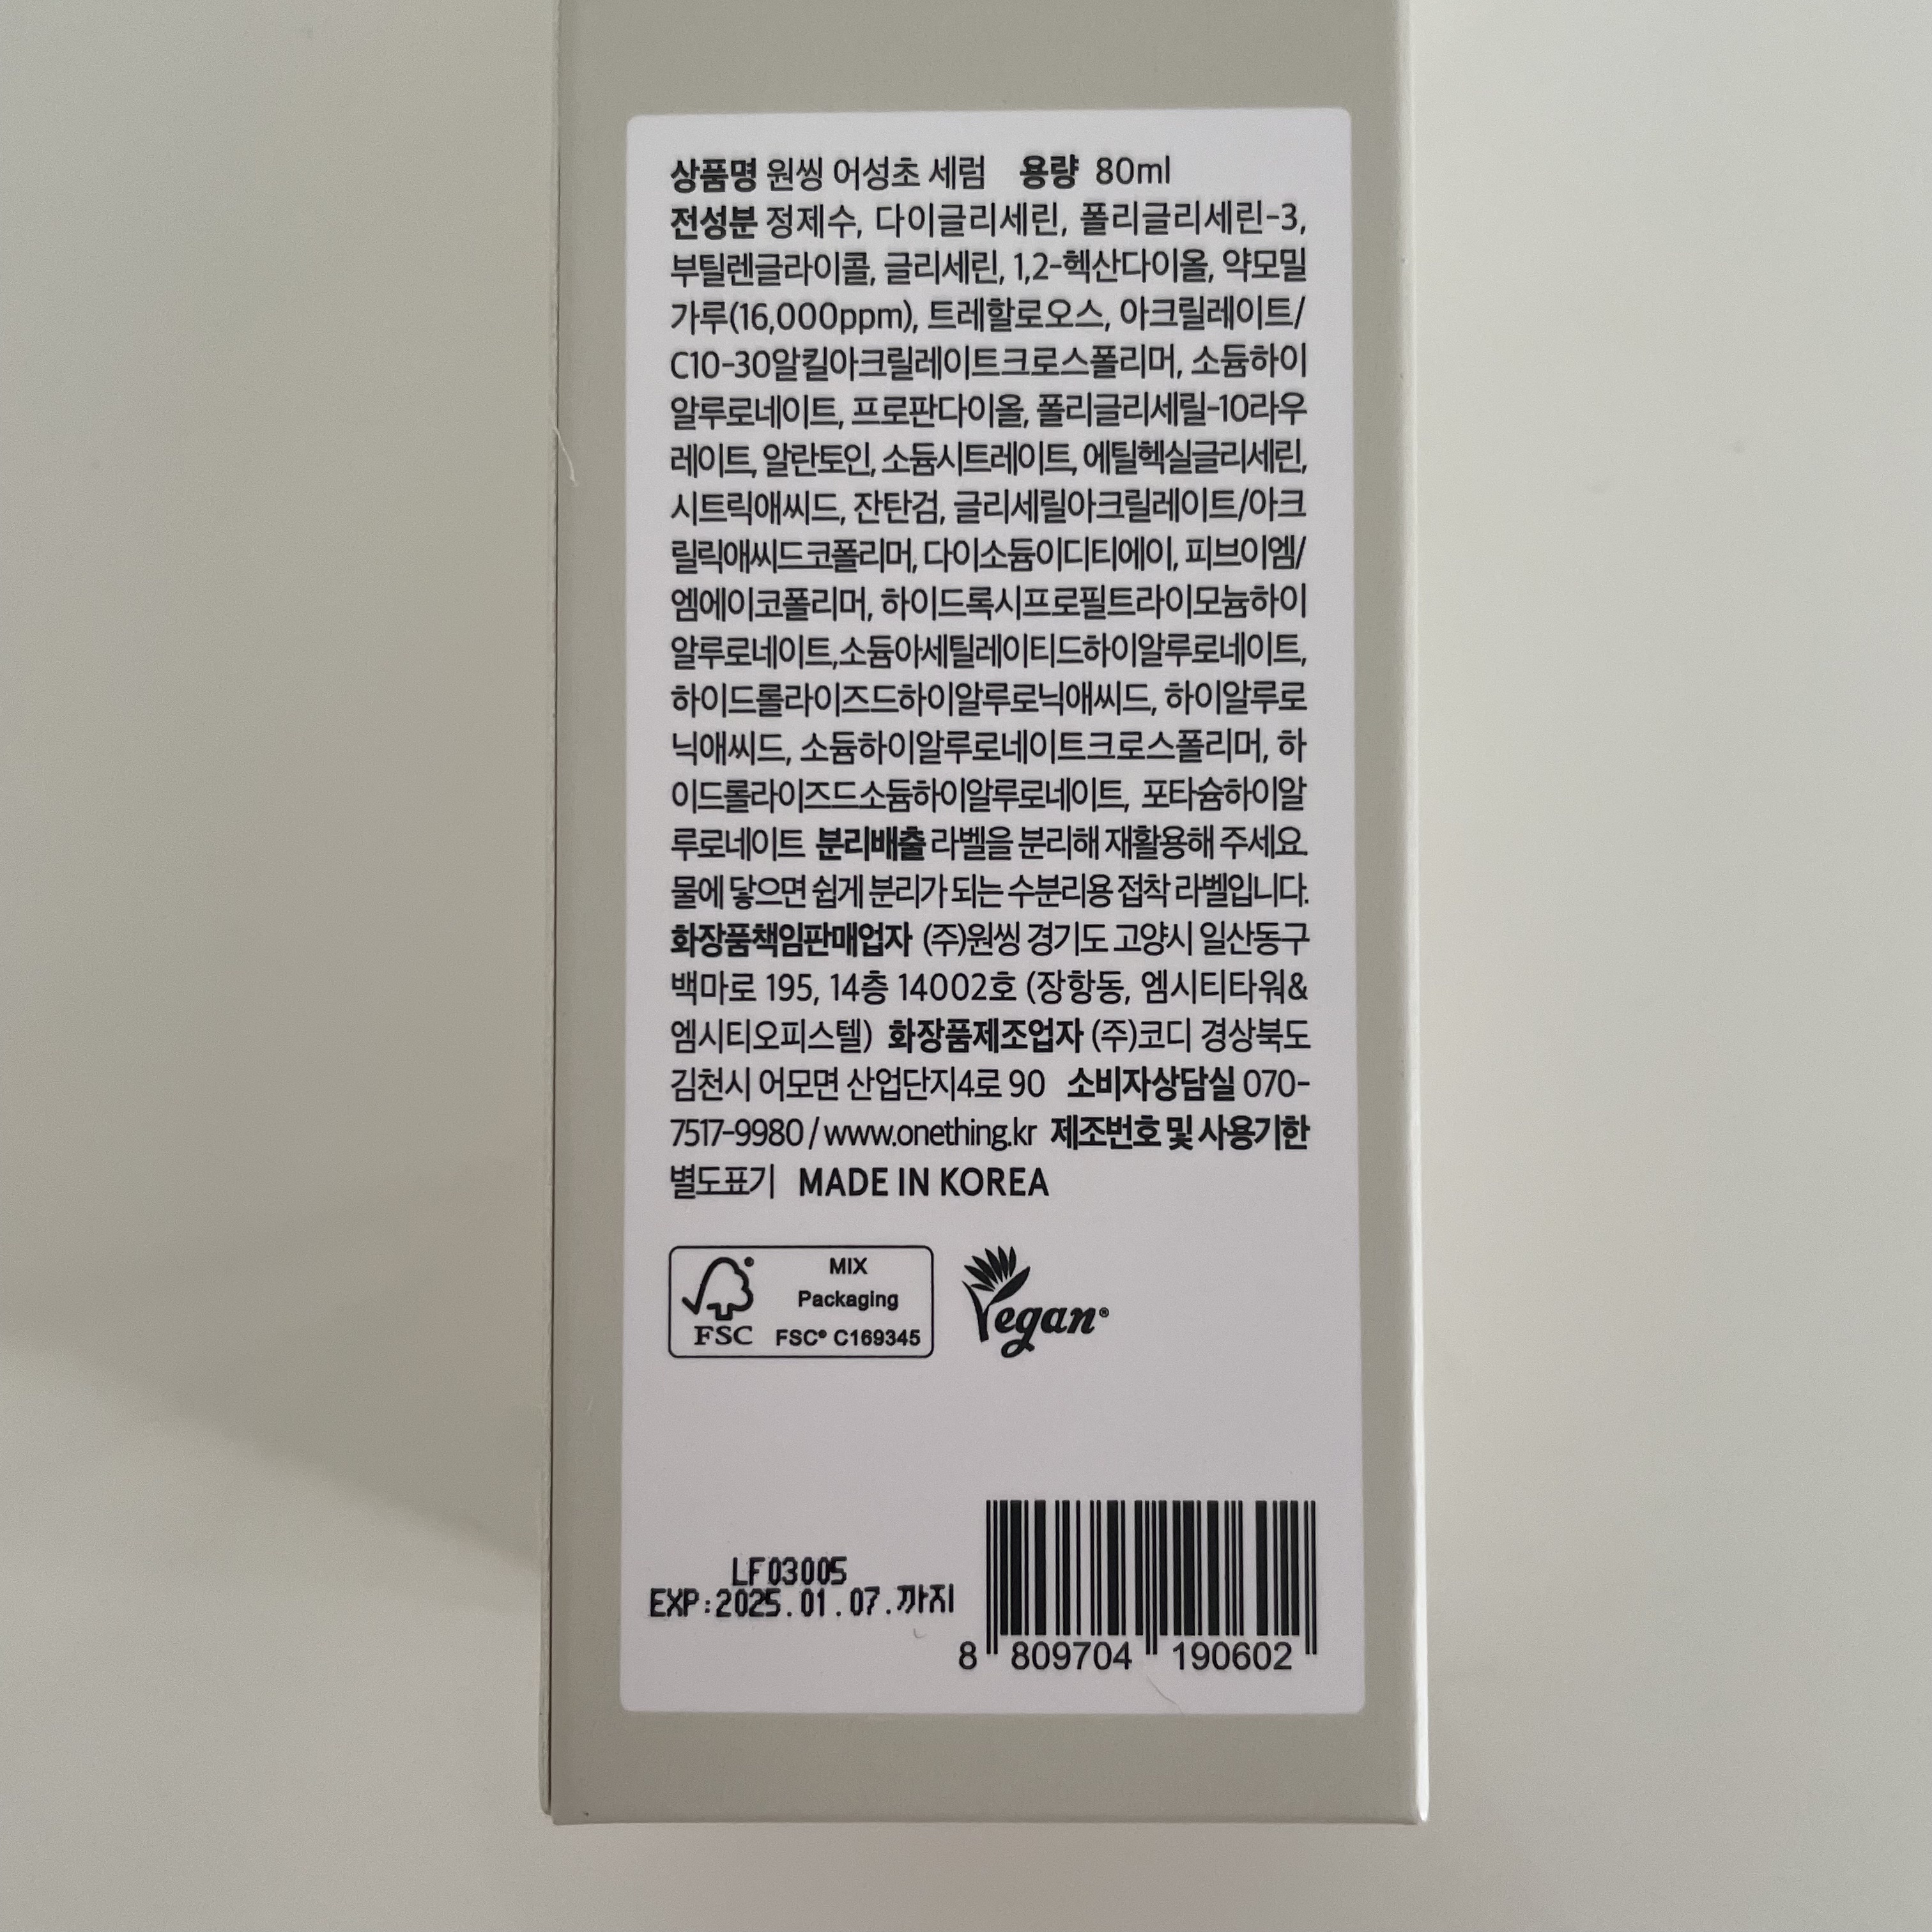 상품명 원씽 어성초 세럼 용량 80ml
전성분 정제수, 다이글리세린, 폴리글리세린-3,
부틸렌글라이콜, 글리세린, 1,2-헥산다이올, 약모밀
가루(16,000ppm), 트레할로오스, 아크릴레이트/
C10-30알킬아크릴레이트크로스폴리머, 소듐하이
알루로네이트, 프로판다이올, 폴리글리세릴-10라우
레이트, 알란토인, 소듐시트레이트, 에틸헥실글리세린,
시트릭애씨드, 잔탄검, 글리세릴아크릴레이트/아크
릴릭애씨드코폴리머, 다이소듐이디티에이, 피브이엠/
엠에이코폴리머, 하이드록시프로필트라이모늄하이
알루로네이트,소듐아세틸레이티드하이알루로네이트,
하이드롤라이즈드하이알루로닉애씨드, 하이알루로
닉애씨드, 소듐하이알루로네이트크로스폴리머, 하
이드롤라이즈드소듐하이알루로네이트, 포타슘하이알
루로네이트 분리배출 라벨을 분리해 재활용해 주세요.
물에 닿으면 쉽게 분리가 되는 수분리용 접착 라벨입니다.
화장품책임판매업자 (주)원씽 경기도 고양시 일산동구
백마로 195, 14층 14002호 (장항동, 엠시티타워&
엠시티오피스텔) 화장품제조업자 (주)코디 경상북도
김천시 어모면 산업단지4로 90 소비자상담실 070-
7517-9980 / www.onething.kr 제조번호 및 사용기한
별도표기 MADE IN KOREA
MIX
Packaging
FSC FSC® C169345
Vegan®
LF03005
EXP:2025.01.07.까지
8 809704 190602